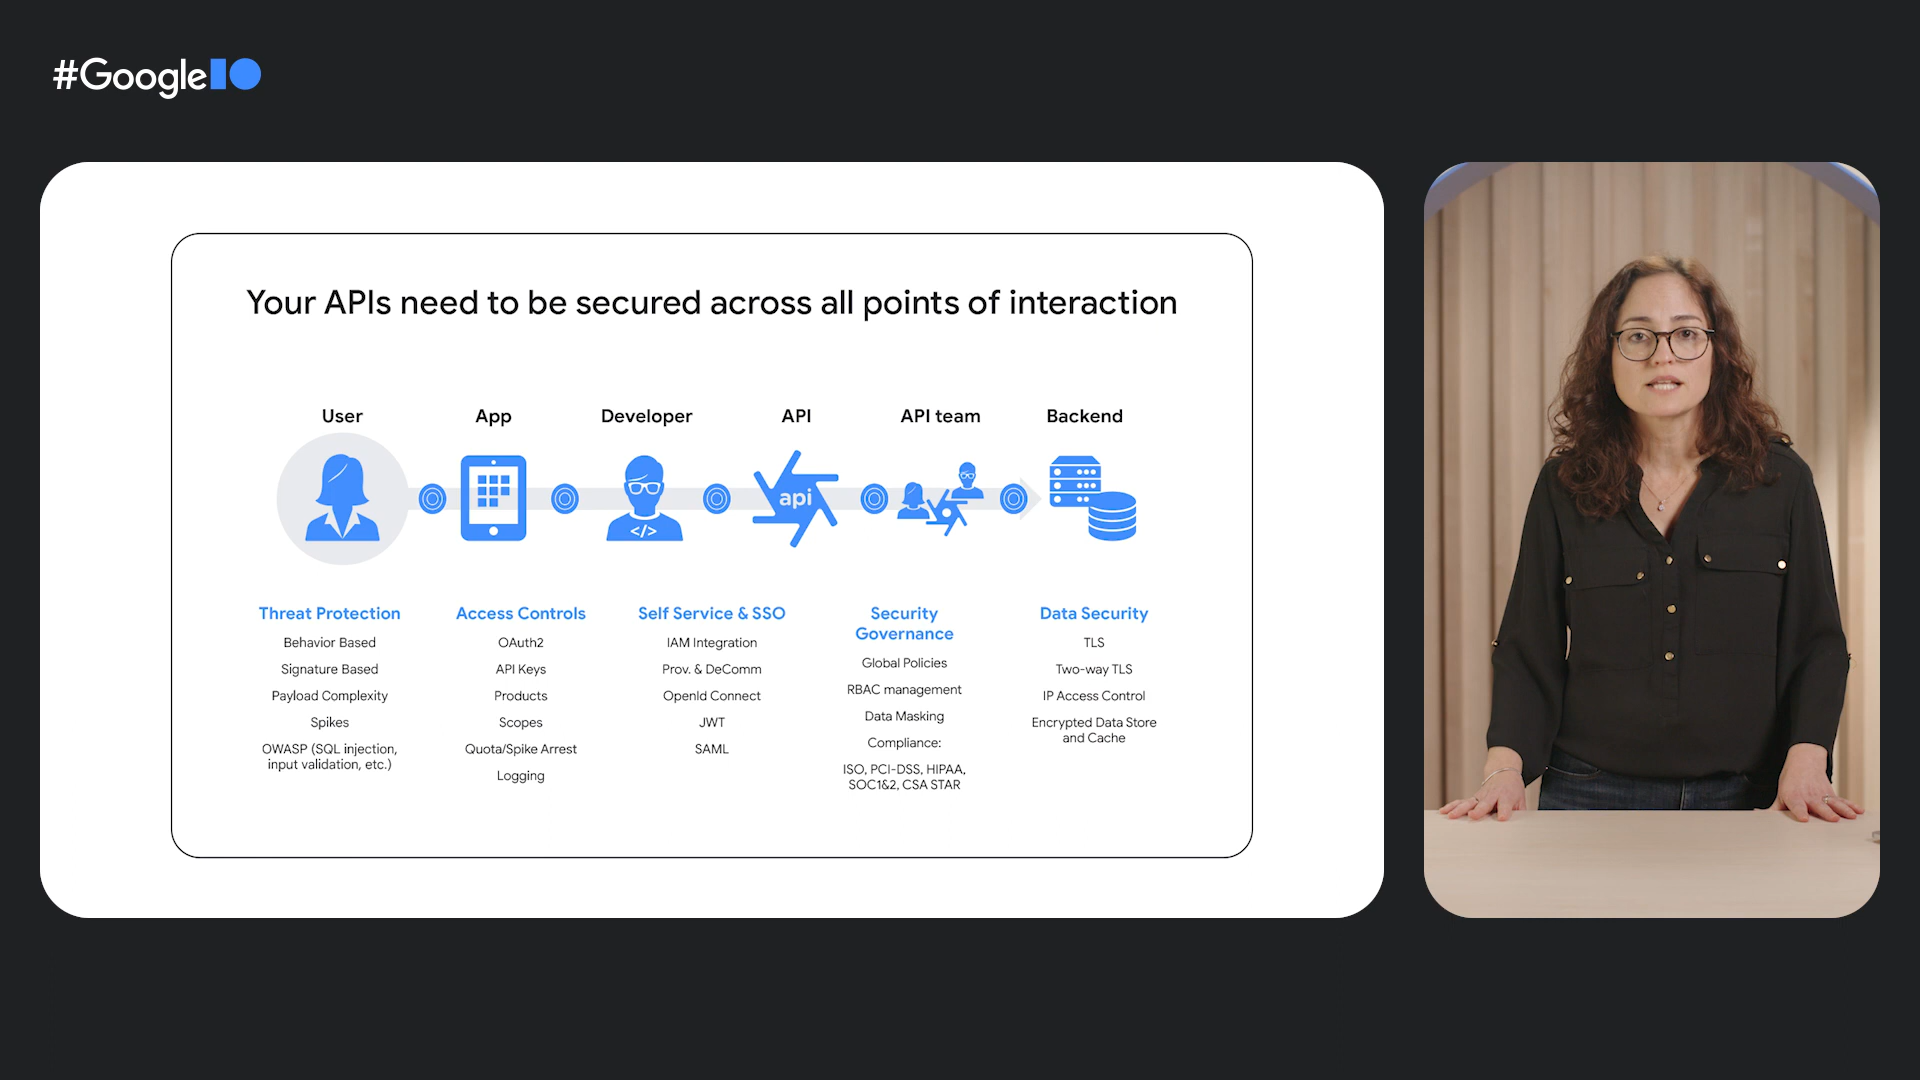 #GoogleIO
Your APIs need to be secured across all points of interaction
User
App
Developer
API
API team
Backend
</>
api
Threat Protection
Behavior Based
Signature Based
Payload Complexity
Spikes
OWASP (SQL injection,
input validation, etc.)
Access Controls
OAuth2
API Keys
Products
Scopes
Quota/Spike Arrest
Logging
Self Service & SSO
IAM Integration
Prov. & DeComm
OpenId Connect
JWT
SAML
Security
Governance
Global Policies
RBAC management
Data Masking
Compliance:
ISO, PCI-DSS, HIPAA,
SOC1&2, CSA STAR
Data Security
TLS
Two-way TLS
IP Access Control
Encrypted Data Store
and Cache